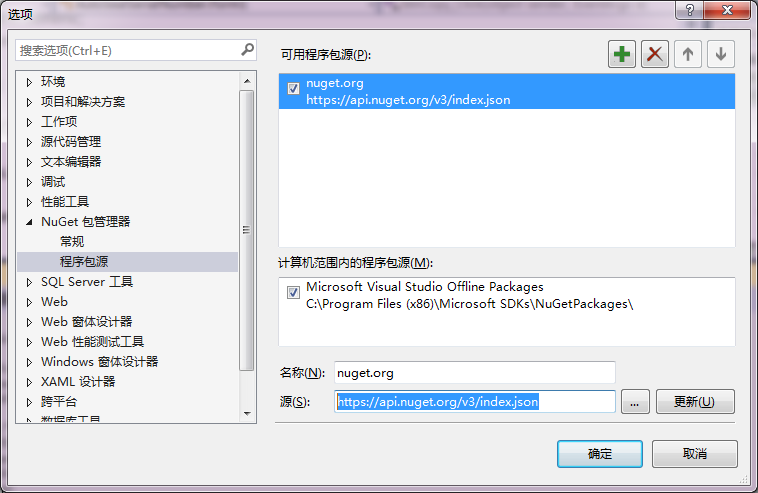 选项
搜索选项(Ctrl+E)
环境
项目和解决方案
工作项
源代码管理
文本编辑器
调试
性能工具
NuGet 包管理器
常规
程序包源
SQL Server 工具
Web
Web 窗体设计器
Web 性能测试工具
Windows 窗体设计器
XAML 设计器
跨平台
数据库工具
可用程序包源(P):
nuget.org
https://api.nuget.org/v3/index.json
计算机范围内的程序包源(M):
Microsoft Visual Studio Offline Packages
C:\Program Files (x86)\Microsoft SDKs\NuGetPackages\
名称(N): nuget.org
源(S): https://api.nuget.org/v3/index.json ... 更新(U)
确定 取消